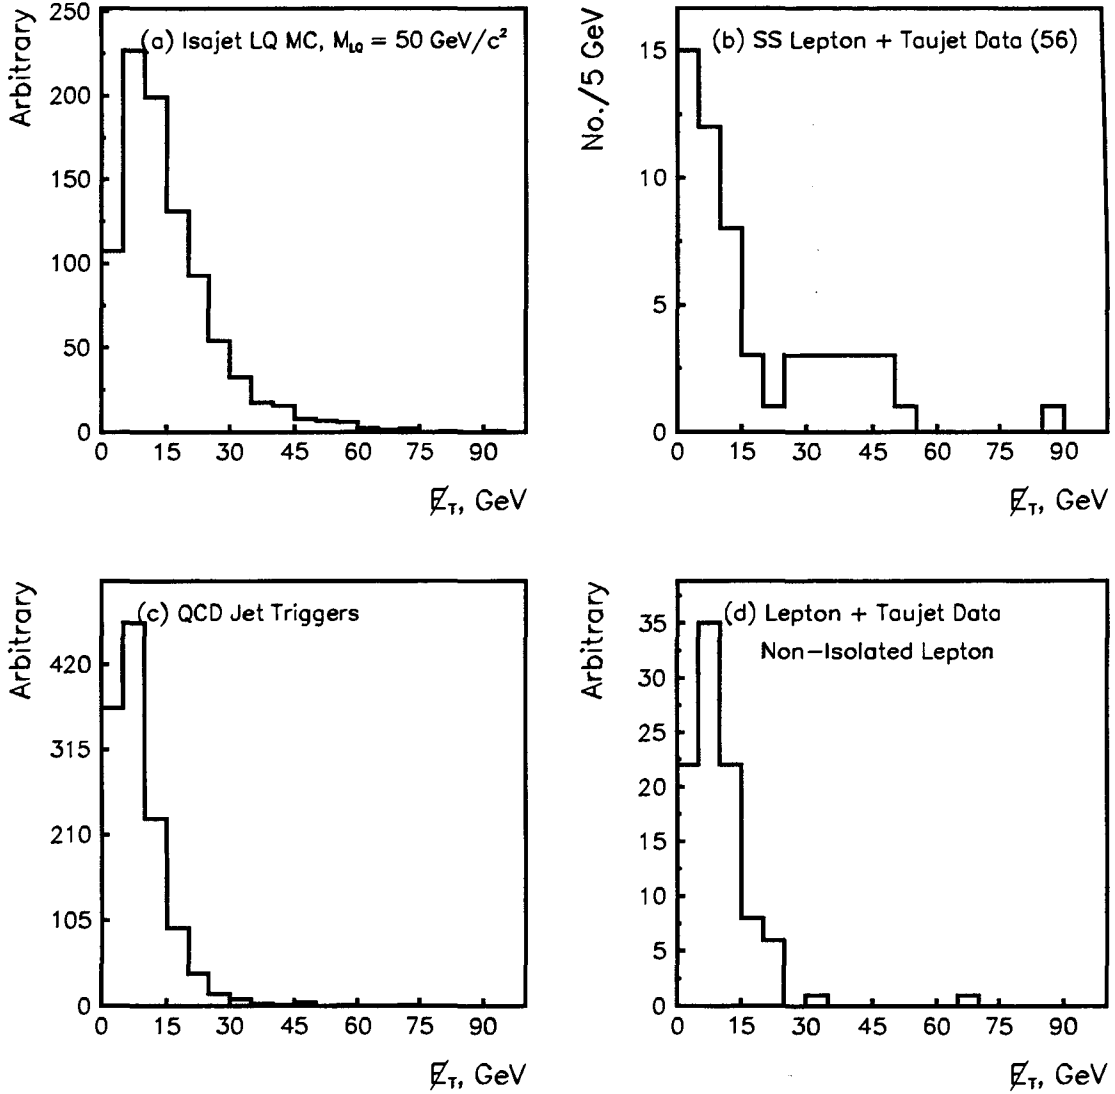 (a) Isajet LQ MC, M_LQ = 50 GeV/c²
Arbitrary
250
200
150
100
50
0
0 15 30 45 60 75 90
E̸_T, GeV
(b) SS Lepton + Taujet Data (56)
No./5 GeV
15
10
5
0
0 15 30 45 60 75 90
E̸_T, GeV
(c) QCD Jet Triggers
Arbitrary
420
315
210
105
0
0 15 30 45 60 75 90
E̸_T, GeV
(d) Lepton + Taujet Data
Non-Isolated Lepton
Arbitrary
35
30
25
20
15
10
5
0
0 15 30 45 60 75 90
E̸_T, GeV